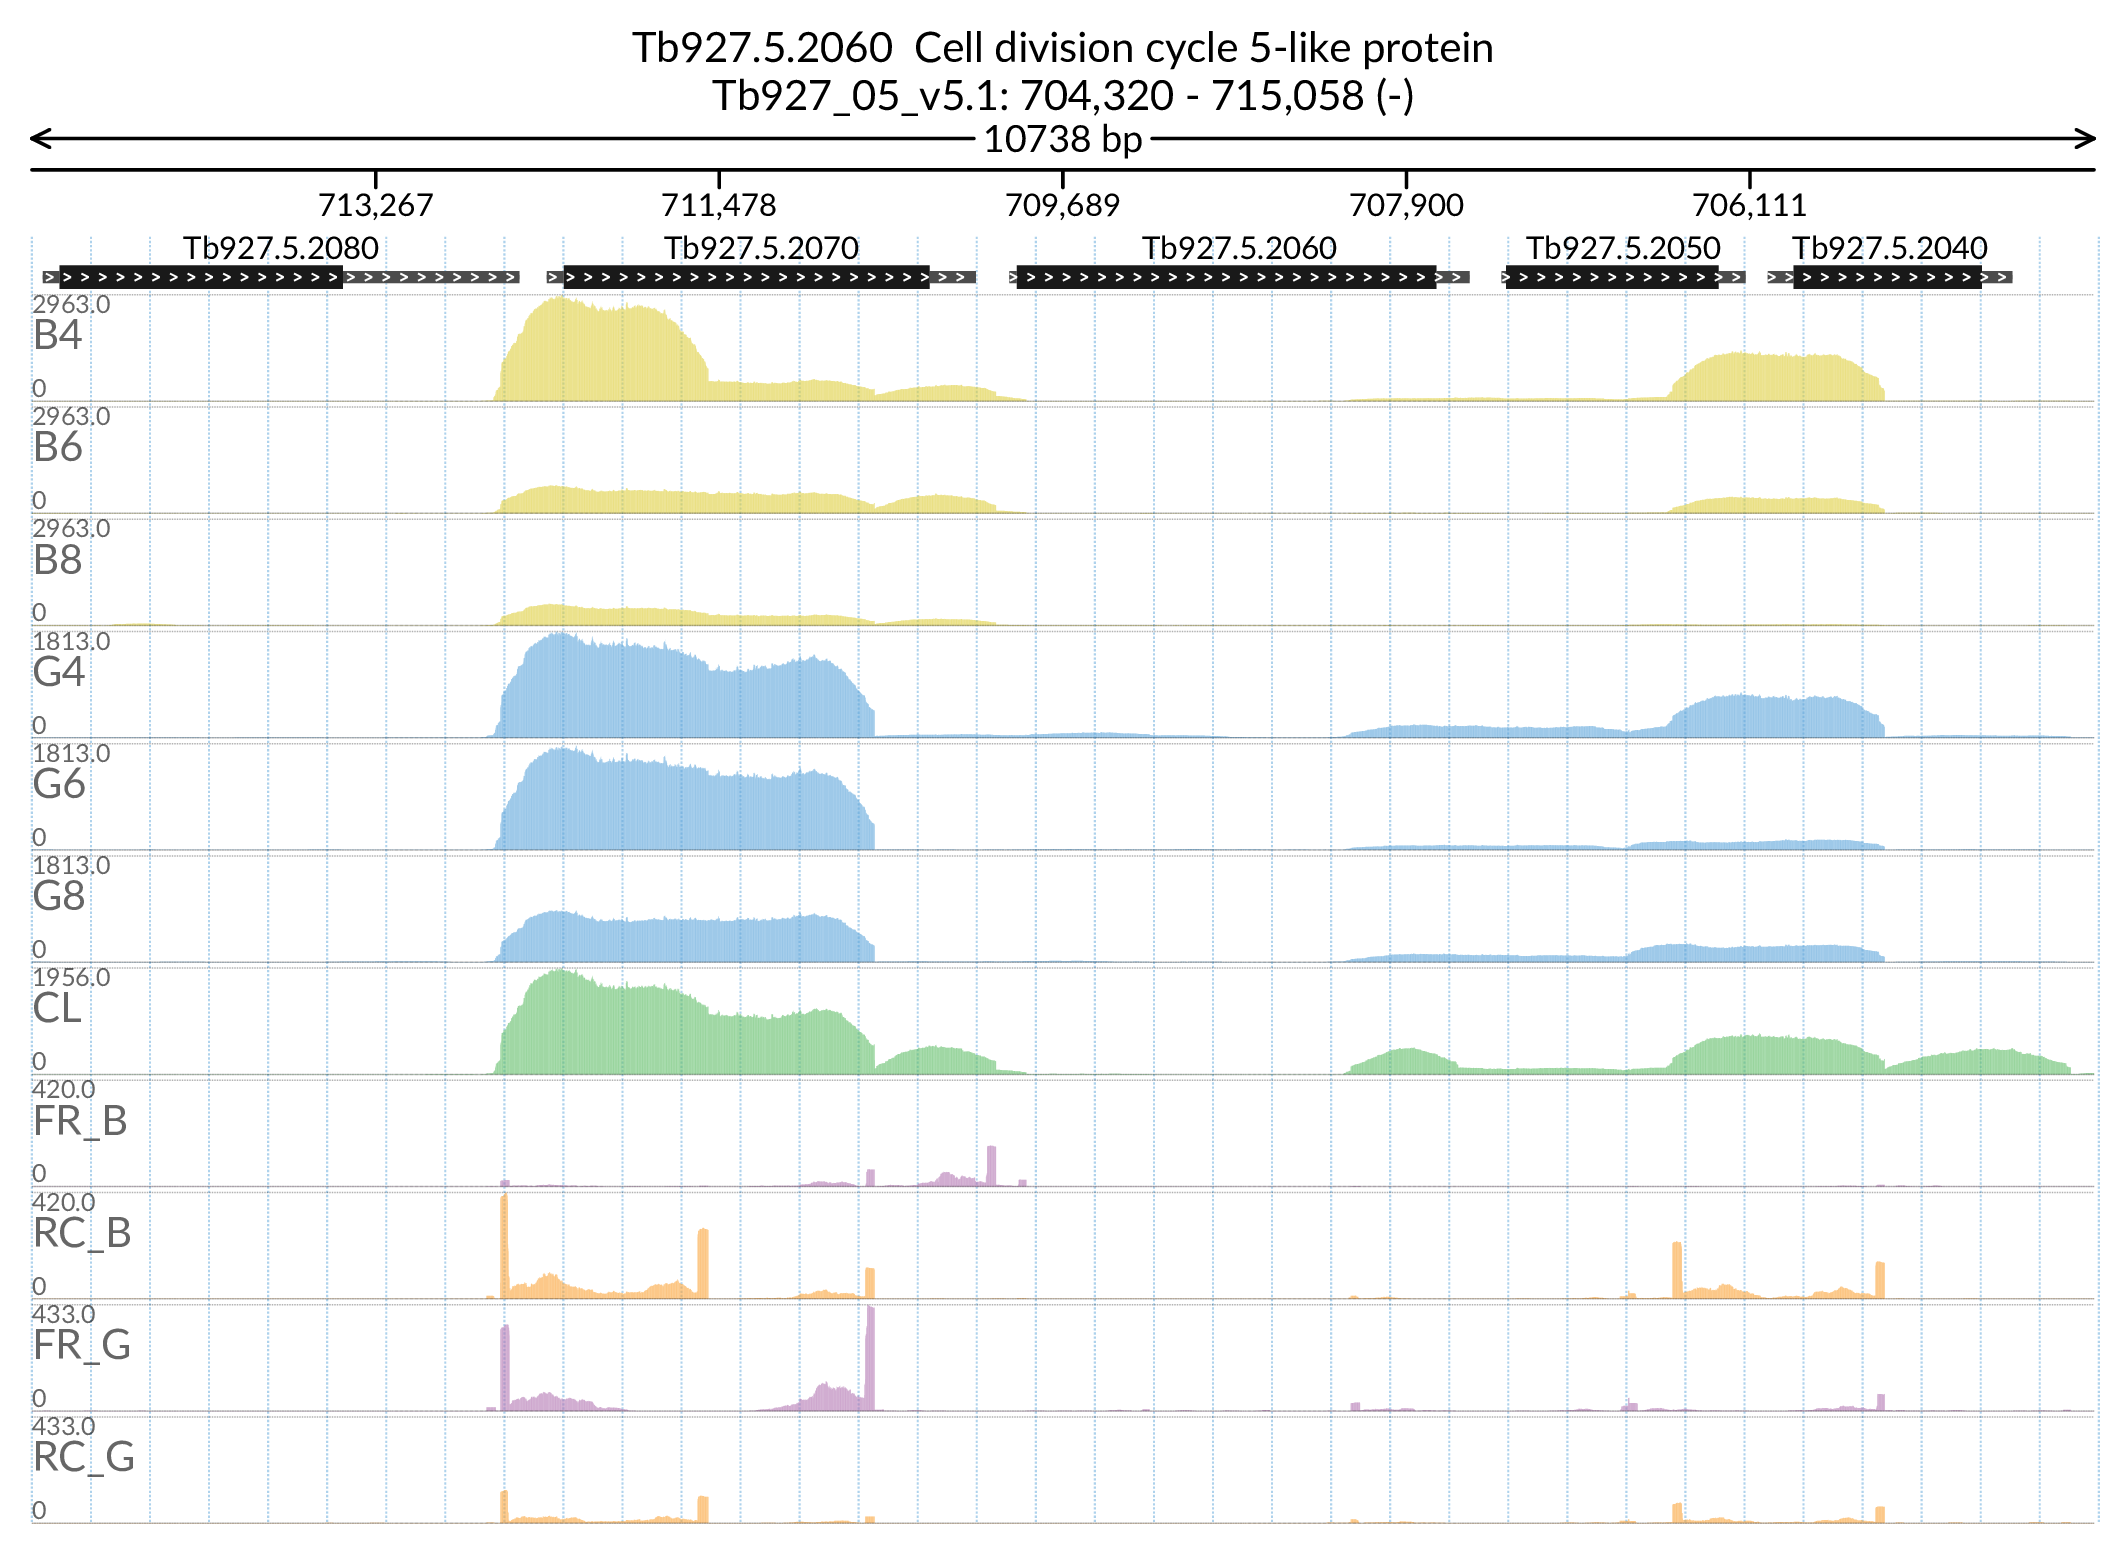 Tb927.5.2060 Cell division cycle 5-like protein
Tb927_05_v5.1: 704,320 - 715,058 (-)
10738 bp
713,267 711,478 709,689 707,900 706,111
Tb927.5.2080 Tb927.5.2070 Tb927.5.2060 Tb927.5.2050 Tb927.5.2040
2963.0
B4
0
2963.0
B6
0
2963.0
B8
0
1813.0
G4
0
1813.0
G6
0
1813.0
G8
0
1956.0
CL
0
420.0
FR_B
0
420.0
RC_B
0
433.0
FR_G
0
433.0
RC_G
0